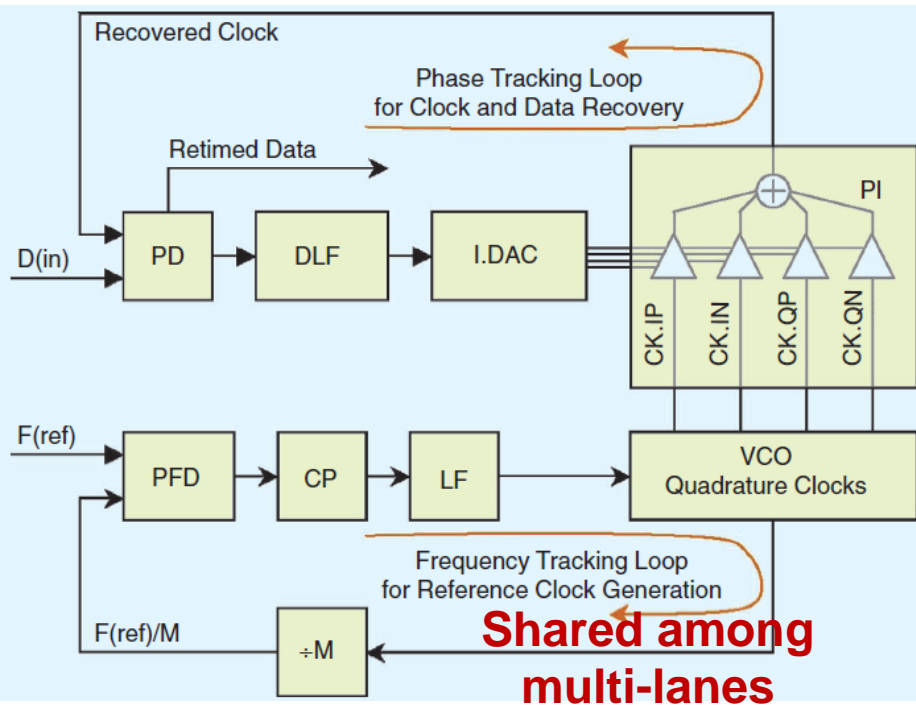 Recovered Clock
Phase Tracking Loop
for Clock and Data Recovery
Retimed Data
PI
D(in)
PD
DLF
I.DAC
CK.IP
CK.IN
CK.QP
CK.QN
F(ref)
PFD
CP
LF
VCO
Quadrature Clocks
Frequency Tracking Loop
for Reference Clock Generation
F(ref)/M
÷M
Shared among
multi-lanes